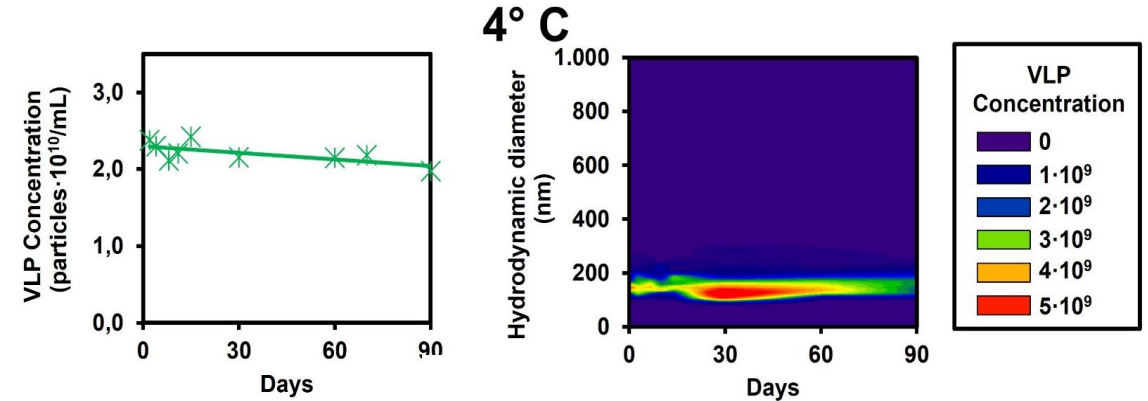 4° C
VLP Concentration
(particles·10¹⁰/mL)
3,0
2,0
1,0
0,0
0
30
60
90
Days
Hydrodynamic diameter
(nm)
1.000
800
600
400
200
0
0
30
60
90
Days
VLP
Concentration
0
1·10⁹
2·10⁹
3·10⁹
4·10⁹
5·10⁹